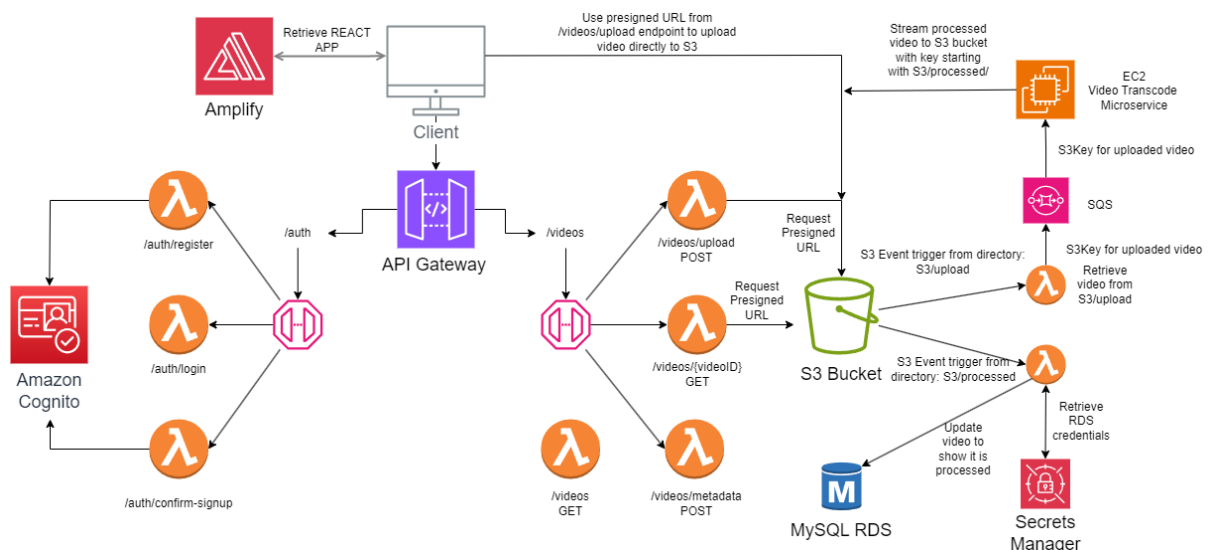 Retrieve REACT
APP
Amplify
Client
Use presigned URL from
/videos/upload endpoint to upload
video directly to S3
Stream processed
video to S3 bucket
with key starting
with S3/processed/
EC2
Video Transcode
Microservice
S3Key for uploaded video
SQS
S3Key for uploaded video
/auth/register
/auth
API Gateway
/videos
/videos/upload
POST
Request
Presigned
URL
S3 Event trigger from directory:
S3/upload
Retrieve
video from
S3/upload
Amazon
Cognito
/auth/login
Request
Presigned
URL
/videos/{videoID}
GET
S3 Bucket
S3 Event trigger from
directory: S3/processed
Retrieve
RDS
credentials
Update
video to
show it is
processed
/auth/confirm-signup
/videos
GET
/videos/metadata
POST
M
MySQL RDS
Secrets
Manager